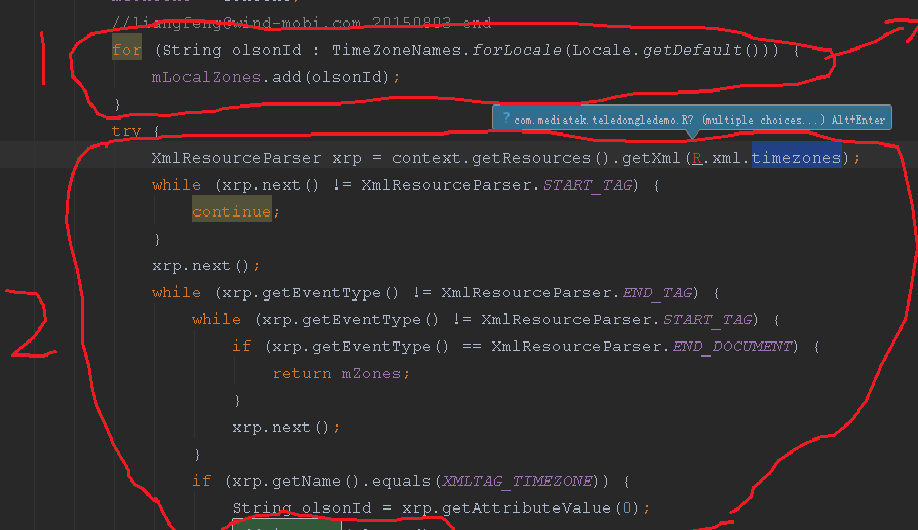 //liangfeng@wind-mobi.com 20150803 end
1
for (String olsonId : TimeZoneNames.forLocale(Locale.getDefault())) {
mLocalZones.add(olsonId);
}
? com.mediatek.teledongledemo.R? (multiple choices...) Alt+Enter
try {
XmlResourceParser xrp = context.getResources().getXml(R.xml.timezones);
while (xrp.next() != XmlResourceParser.START_TAG) {
continue;
}
xrp.next();
2
while (xrp.getEventType() != XmlResourceParser.END_TAG) {
while (xrp.getEventType() != XmlResourceParser.START_TAG) {
if (xrp.getEventType() == XmlResourceParser.END_DOCUMENT) {
return mZones;
}
xrp.next();
}
if (xrp.getName().equals(XMLTAG_TIMEZONE)) {
String olsonId = xrp.getAttributeValue(0);